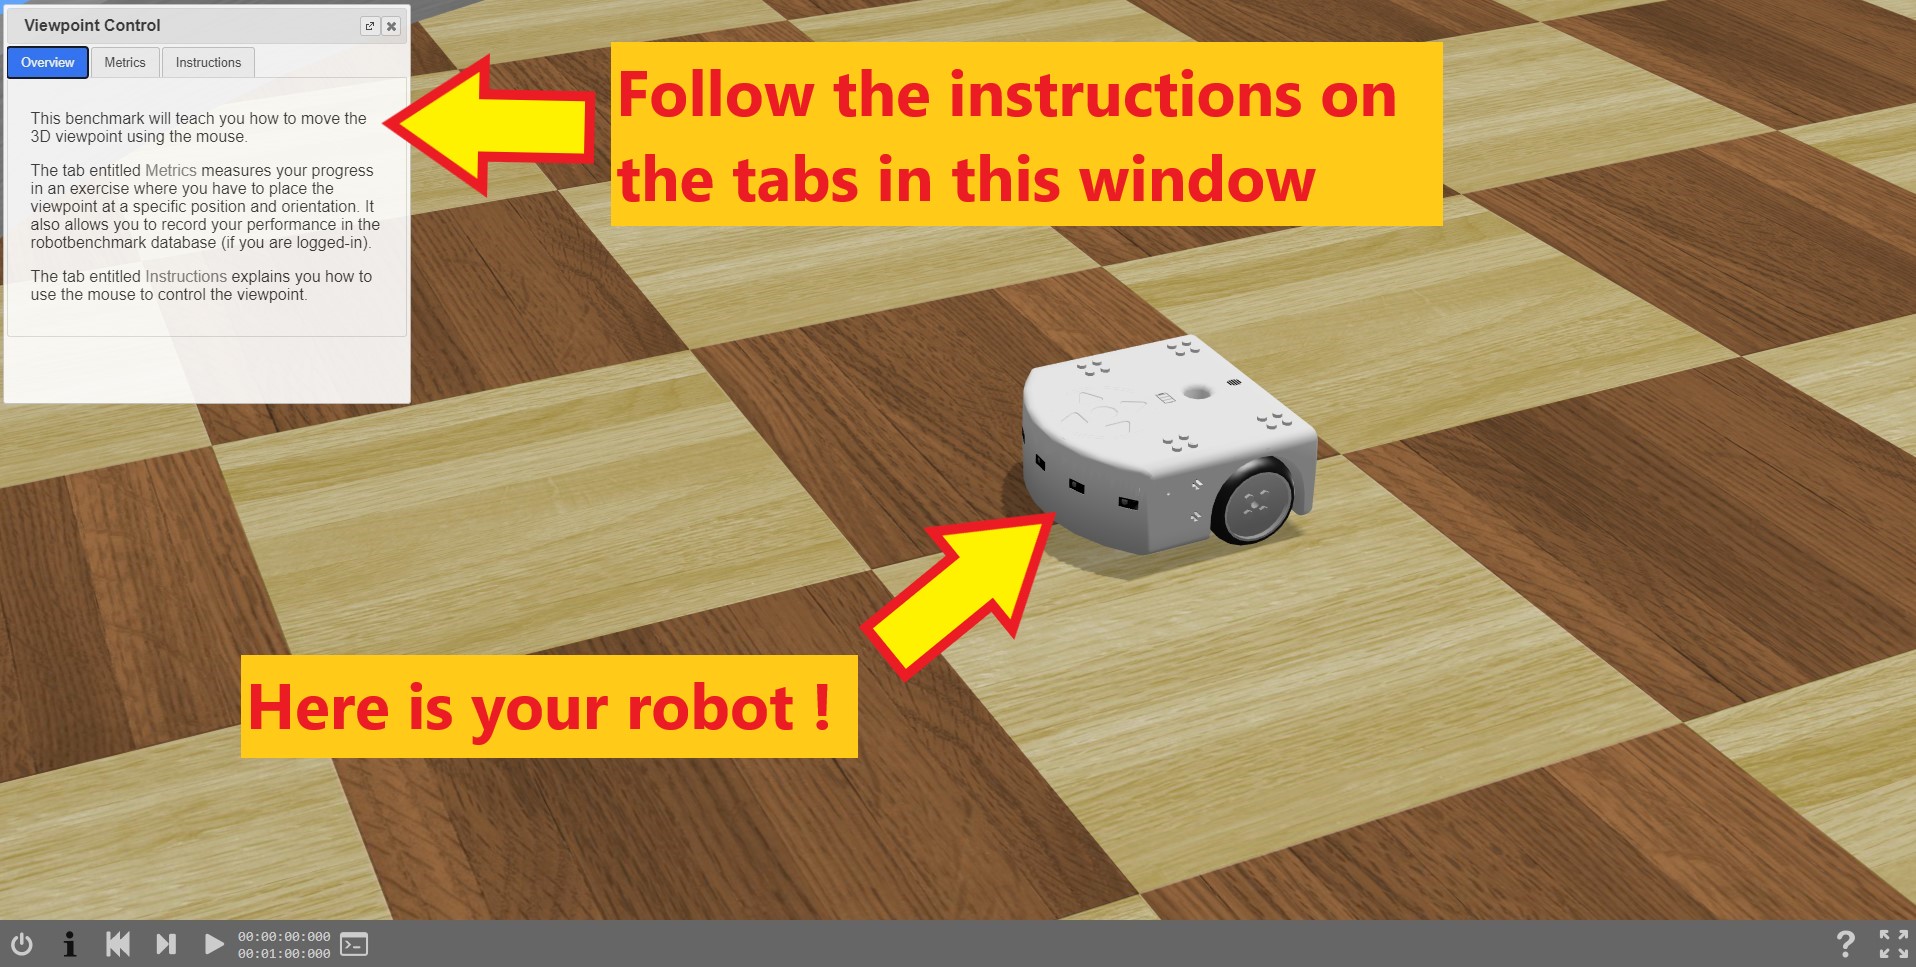 Viewpoint Control
Overview
Metrics
Instructions
This benchmark will teach you how to move the
3D viewpoint using the mouse.
The tab entitled Metrics measures your progress
in an exercise where you have to place the
viewpoint at a specific position and orientation. It
also allows you to record your performance in the
robotbenchmark database (if you are logged-in).
The tab entitled Instructions explains you how to
use the mouse to control the viewpoint.
Follow the instructions on
the tabs in this window
Here is your robot !
00:00:00:000
00:01:00:000